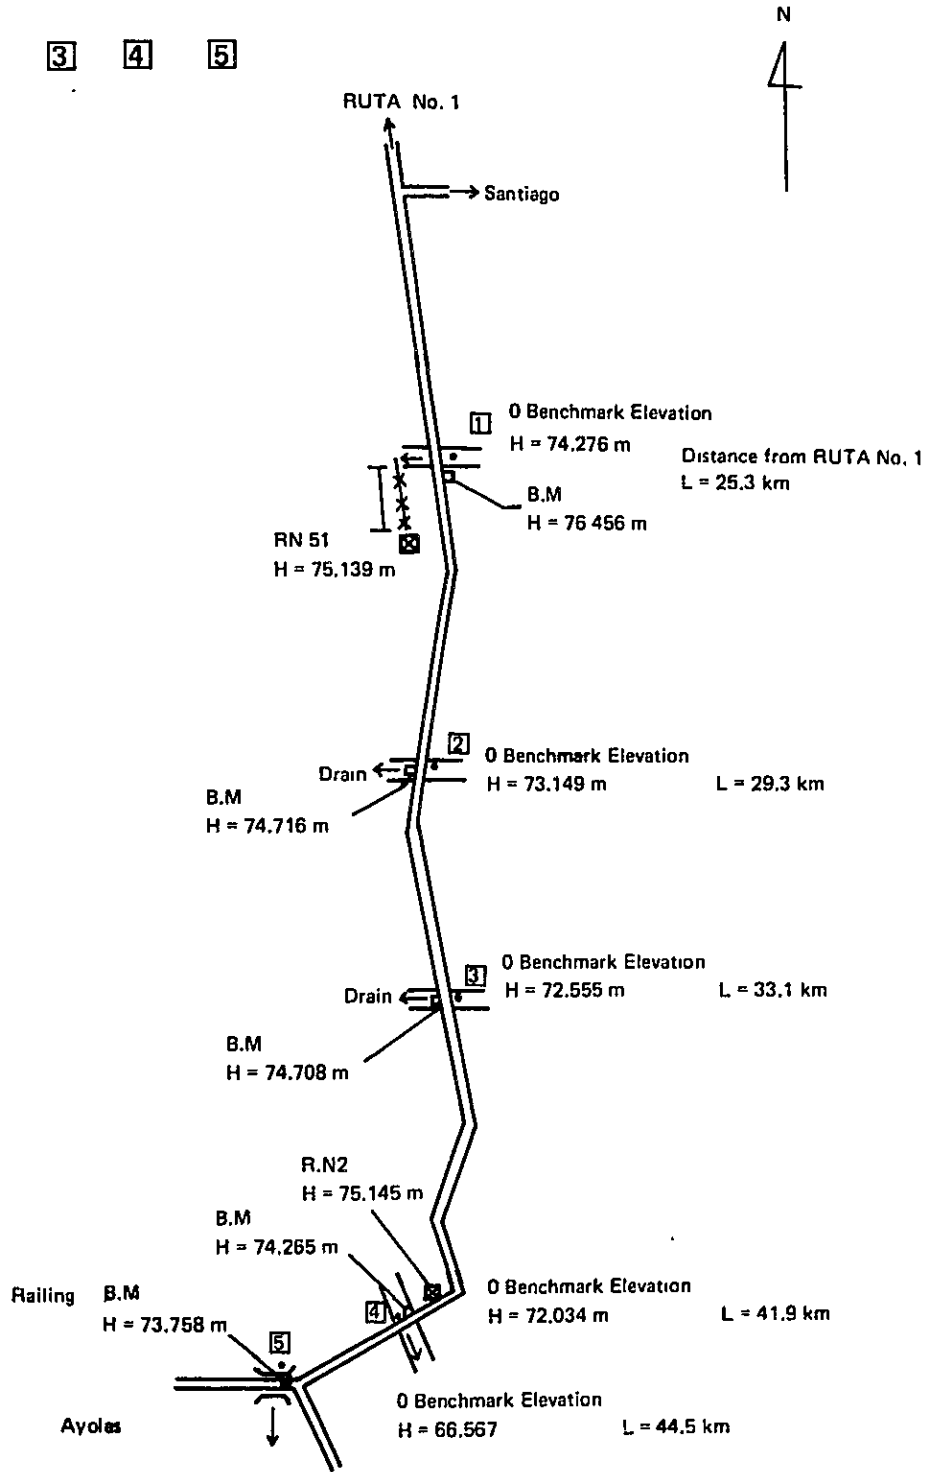 N
3 4 5
RUTA No. 1
Santiago
1
0 Benchmark Elevation
H = 74.276 m
Distance from RUTA No. 1
L = 25.3 km
B.M
H = 76 456 m
RN 51
H = 75.139 m
2
0 Benchmark Elevation
Drain
H = 73.149 m L = 29.3 km
B.M
H = 74.716 m
3
0 Benchmark Elevation
Drain
H = 72.555 m L = 33.1 km
B.M
H = 74.708 m
R.N2
H = 75.145 m
B.M
H = 74.265 m
Railing B.M
H = 73.758 m
4
0 Benchmark Elevation
H = 72.034 m L = 41.9 km
5
0 Benchmark Elevation
H = 66.567 L = 44.5 km
Ayolas